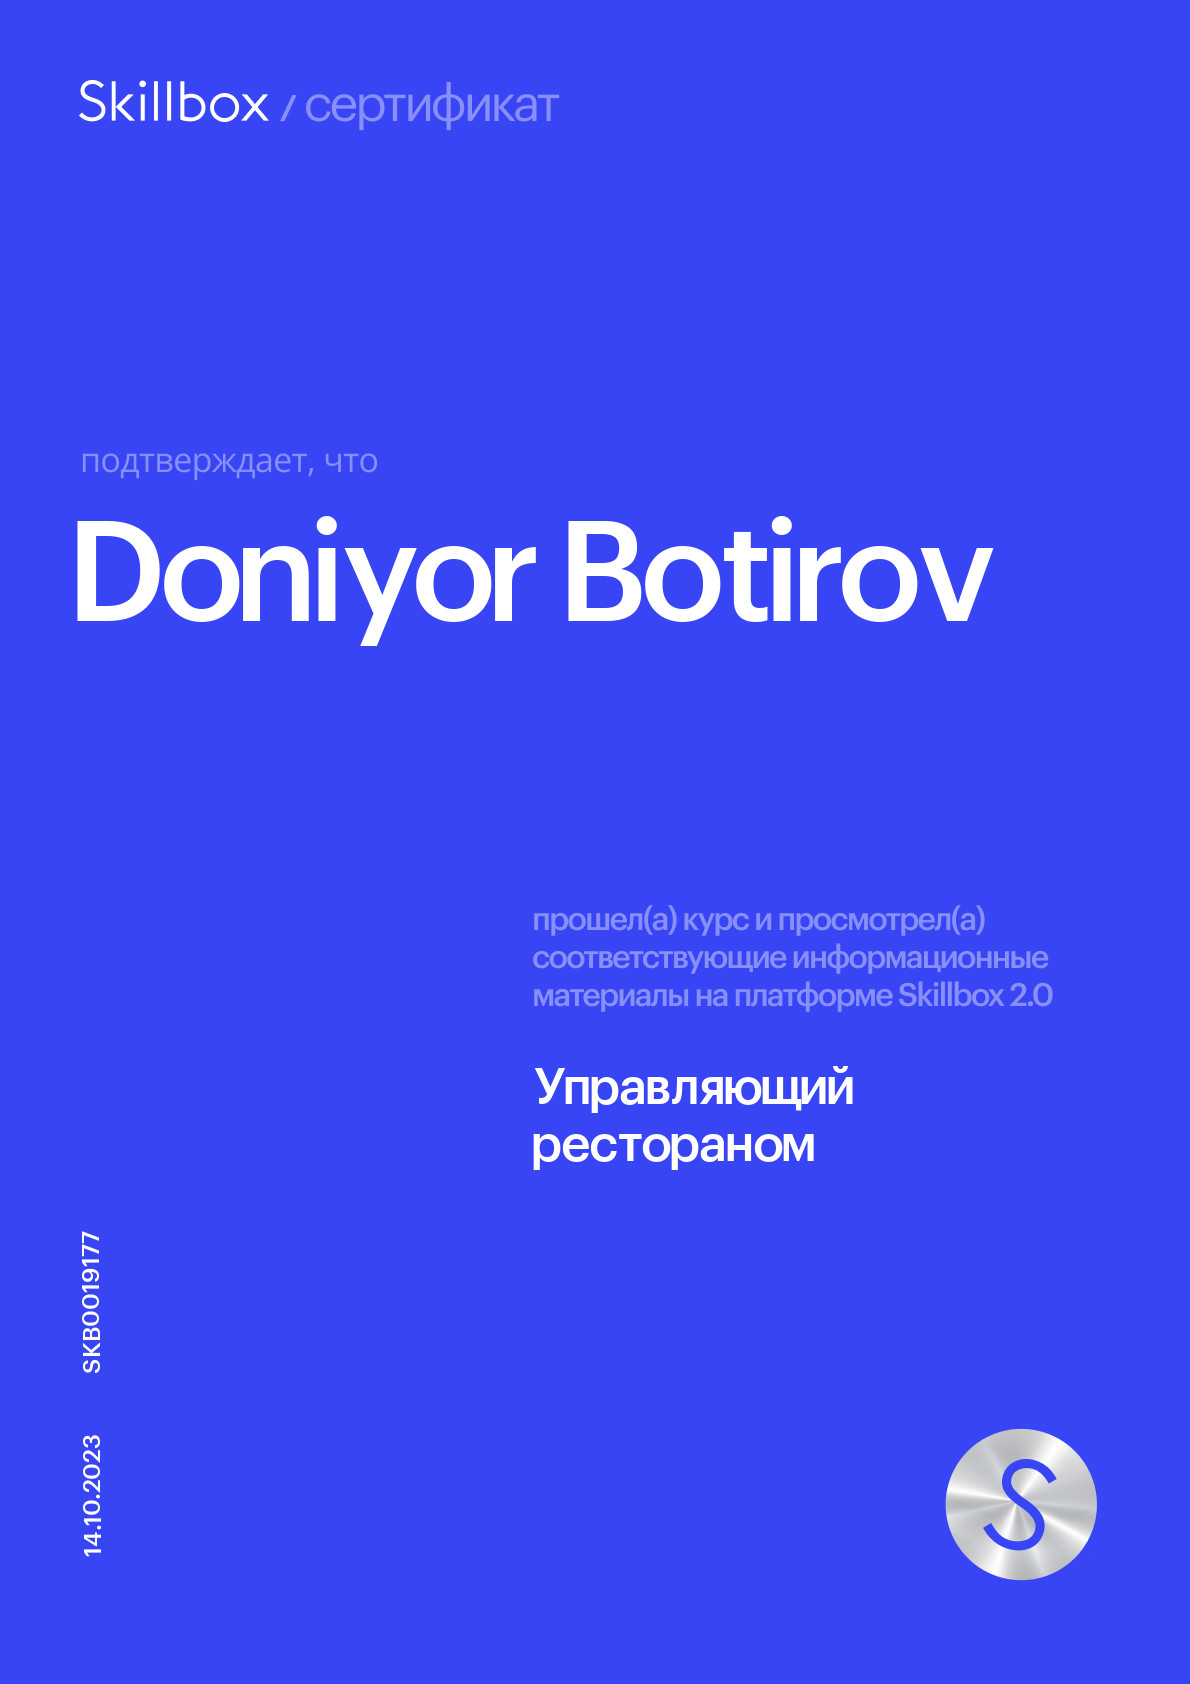 Skillbox / сертификат
подтверждает, что
Doniyor Botirov
прошел(а) курс и просмотрел(а)
соответствующие информационные
материалы на платформе Skillbox 2.0
Управляющий
рестораном
SKB0019177
14.10.2023
S